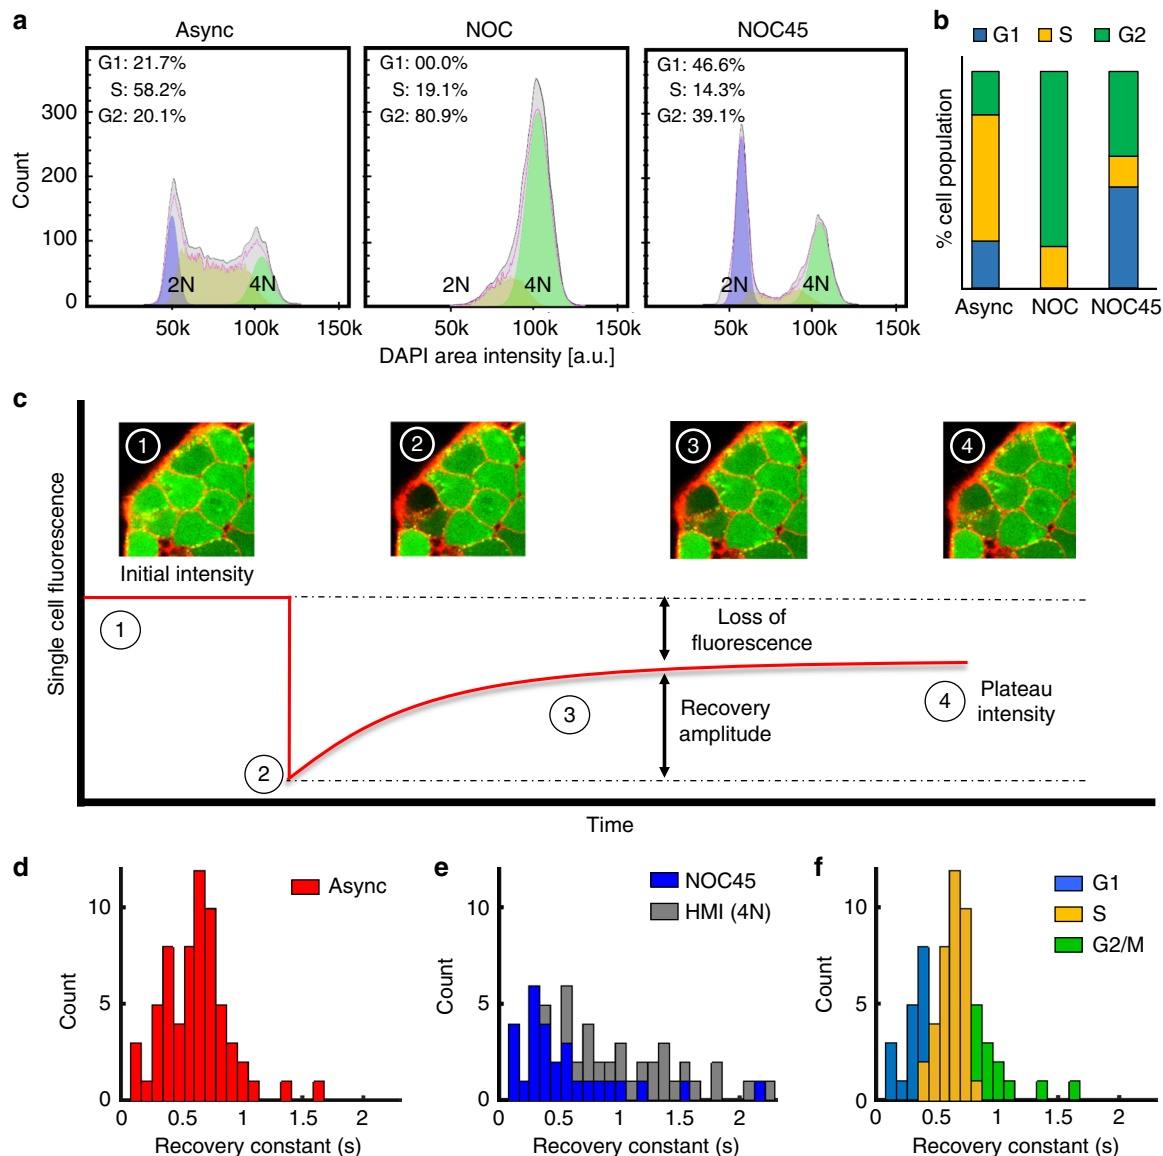 a
Async
NOC
NOC45
G1: 21.7%
S: 58.2%
G2: 20.1%
G1: 00.0%
S: 19.1%
G2: 80.9%
G1: 46.6%
S: 14.3%
G2: 39.1%
Count
300
200
100
0
2N
4N
2N
4N
2N
4N
50k
100k
150k
50k
100k
150k
50k
100k
150k
DAPI area intensity [a.u.]
b
G1
S
G2
% cell population
Async
NOC
NOC45
c
Single cell fluorescence
1
2
3
4
Initial intensity
1
2
3
4
Loss of
fluorescence
Recovery
amplitude
Plateau
intensity
Time
d
Async
Count
10
5
0
0
0.5
1
1.5
2
Recovery constant (s)
e
NOC45
HMI (4N)
Count
10
5
0
0
0.5
1
1.5
2
Recovery constant (s)
f
G1
S
G2/M
Count
10
5
0
0
0.5
1
1.5
2
Recovery constant (s)